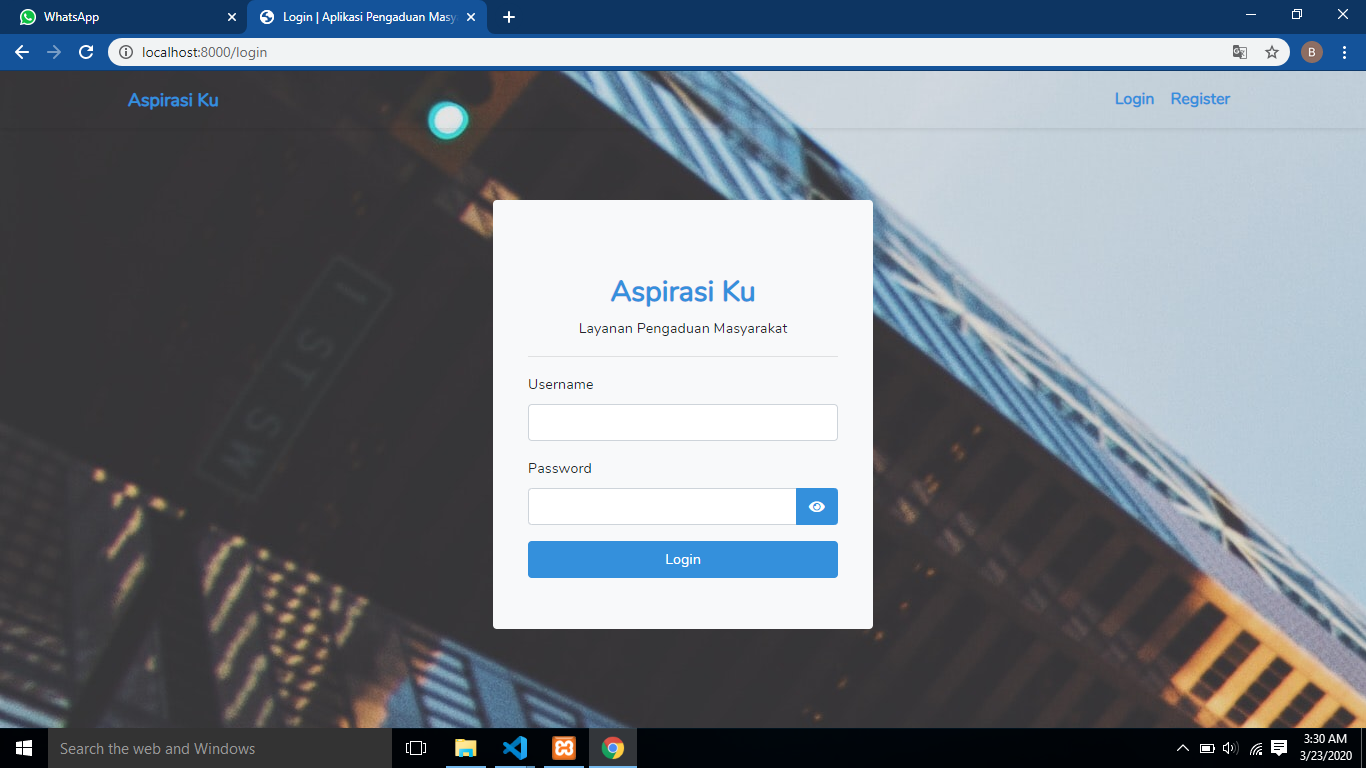 WhatsApp
Login | Aplikasi Pengaduan Masy
localhost:8000/login
B
Aspirasi Ku
Login Register
Aspirasi Ku
Layanan Pengaduan Masyarakat
Username
Password
Login
Search the web and Windows
3:30 AM
3/23/2020